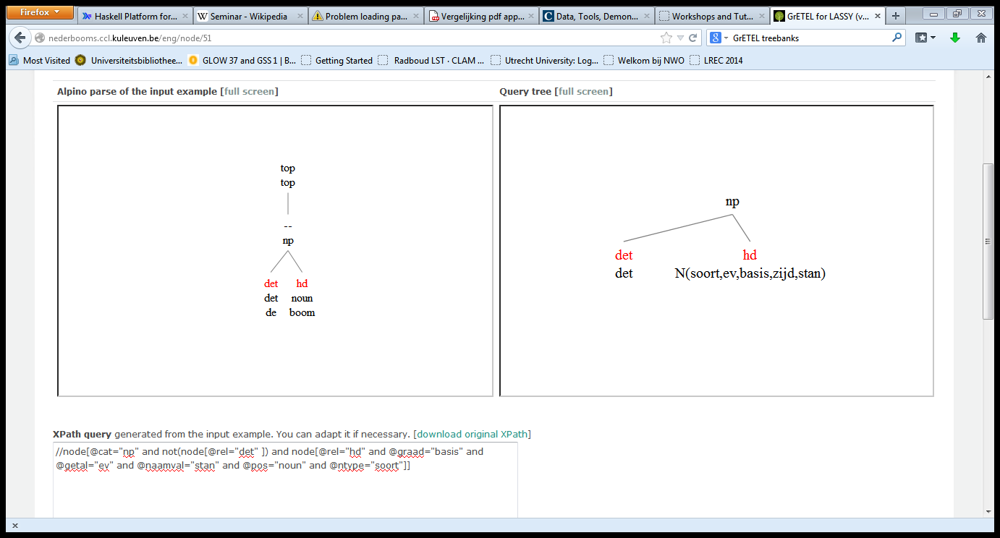 Firefox
Haskell Platform for...
Seminar - Wikipedia
Problem loading pa...
Vergelijking pdf app...
Data, Tools, Demon...
Workshops and Tut...
GrETEL for LASSY (v...
nederbooms.ccl.kuleuven.be/eng/node/51
GrETEL treebanks
Most Visited
Universiteitsbibliothee...
GLOW 37 and GSS 1 | B...
Getting Started
Radboud LST · CLAM ...
Utrecht University: Log...
Welkom bij NWO
LREC 2014
Alpino parse of the input example [full screen]
Query tree [full screen]
top
top
--
np
det hd
det noun
de boom
np
det hd
det N(soort,ev,basis,zijd,stan)
XPath query generated from the input example. You can adapt it if necessary. [download original XPath]
//node[@cat="np" and not(node[@rel="det" ]) and node[@rel="hd" and @graad="basis" and
@getal="ev" and @naamval="stan" and @pos="noun" and @ntype="soort"]]